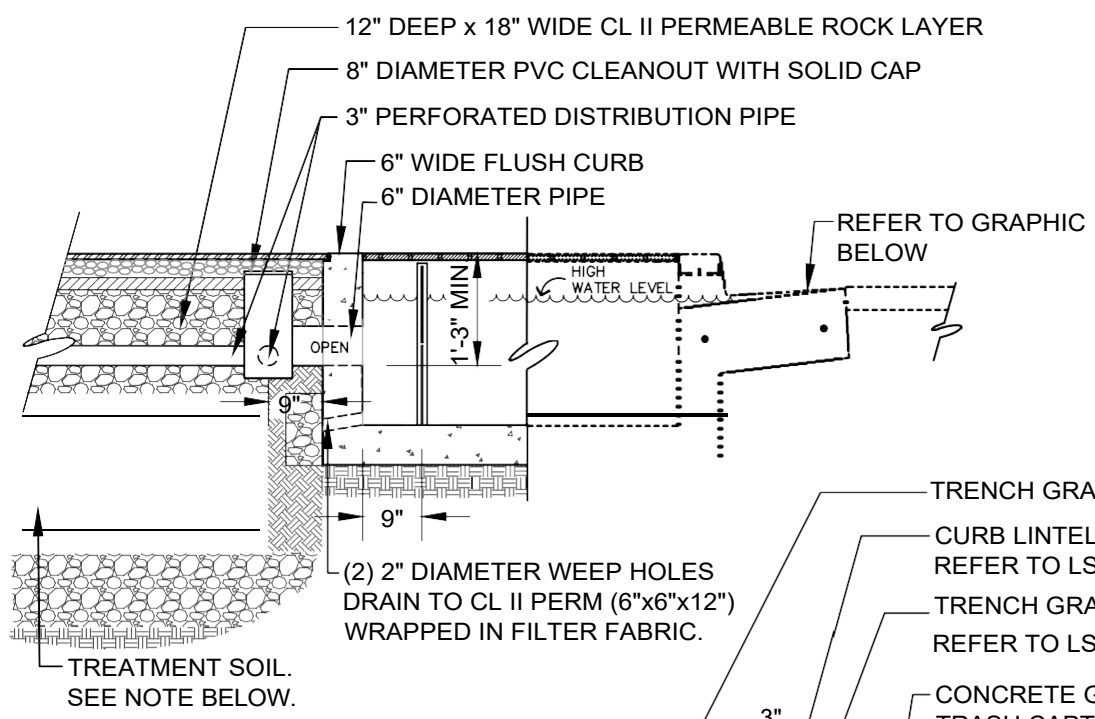 12" DEEP x 18" WIDE CL II PERMEABLE ROCK LAYER
8" DIAMETER PVC CLEANOUT WITH SOLID CAP
3" PERFORATED DISTRIBUTION PIPE
6" WIDE FLUSH CURB
6" DIAMETER PIPE
REFER TO GRAPHIC
BELOW
HIGH
WATER LEVEL
1'-3" MIN
OPEN
9"
9"
(2) 2" DIAMETER WEEP HOLES
DRAIN TO CL II PERM (6"x6"x12")
WRAPPED IN FILTER FABRIC.
TREATMENT SOIL.
SEE NOTE BELOW.
TRENCH GRA
CURB LINTEL
REFER TO LS
TRENCH GRA
REFER TO LS
CONCRETE G
3"